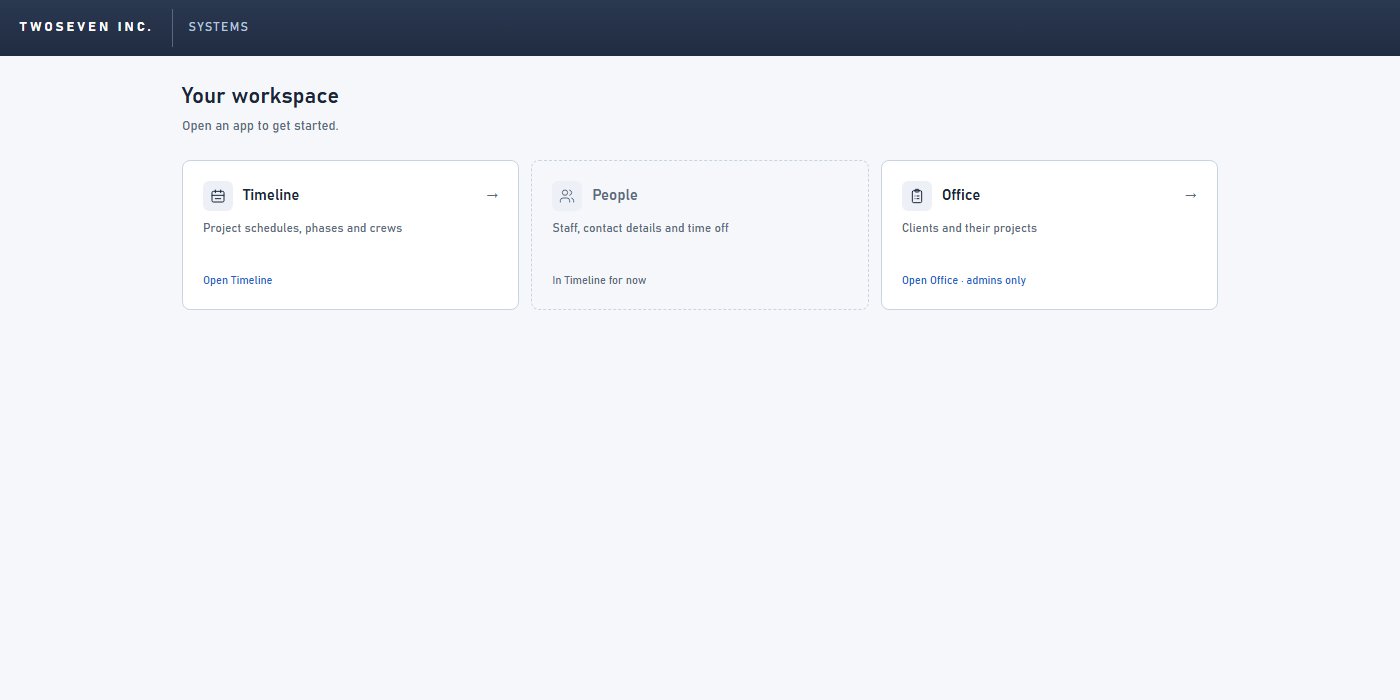 TWOSEVEN INC. SYSTEMS
Your workspace
Open an app to get started.
Timeline →
Project schedules, phases and crews
Open Timeline
People
Staff, contact details and time off
In Timeline for now
Office →
Clients and their projects
Open Office · admins only